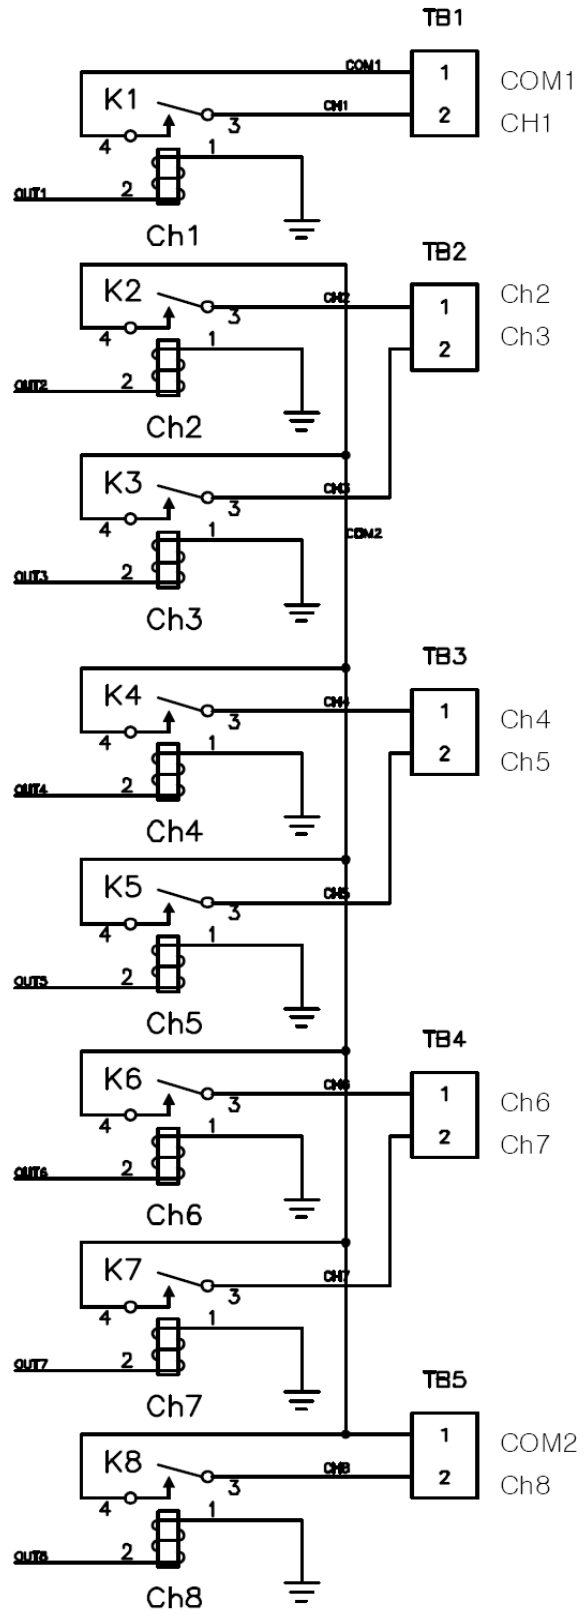 TB1
COM1 1 COM1
K1 CH1 2 CH1
4 3
1
OUT1 2
Ch1
TB2
K2 CH2 1 Ch2
4 3 2 Ch3
1
OUT2 2
Ch2
K3 CH3
4 3
1 COM2
OUT3 2
Ch3
TB3
K4 CH4 1 Ch4
4 3
1 2 Ch5
OUT4 2
Ch4
K5 CH5
4 3
1
OUT5 2
Ch5
TB4
K6 CH6 1 Ch6
4 3
1 2 Ch7
OUT6 2
Ch6
K7 CH7
4 3
1
OUT7 2
Ch7
TB5
1 COM2
K8 CH8 2 Ch8
4 3
1
OUT8 2
Ch8